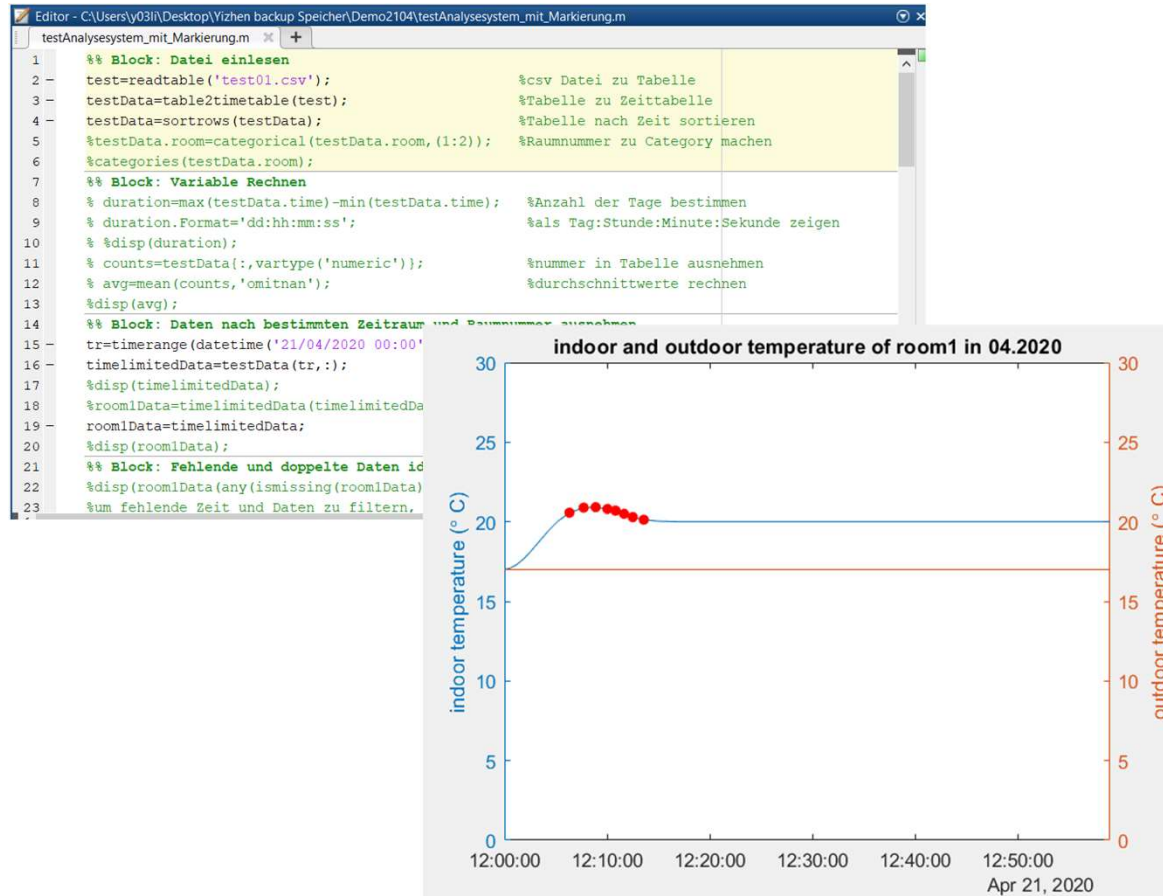 Editor - C:\Users\y03li\Desktop\Yizhen backup Speicher\Demo2104\testAnalysesystem_mit_Markierung.m
testAnalysesystem_mit_Markierung.m
1 %% Block: Datei einlesen
2 - test=readtable('test01.csv'); %csv Datei zu Tabelle
3 - testData=table2timetable(test); %Tabelle zu Zeittabelle
4 - testData=sortrows(testData); %Tabelle nach Zeit sortieren
5 %testData.room=categorical(testData.room,(1:2)); %Raumnummer zu Category machen
6 %categories(testData.room);
7 %% Block: Variable Rechnen
8 % duration=max(testData.time)-min(testData.time); %Anzahl der Tage bestimmen
9 % duration.Format='dd:hh:mm:ss'; %als Tag:Stunde:Minute:Sekunde zeigen
10 % %disp(duration);
11 % counts=testData{:,vartype('numeric')}; %nummer in Tabelle ausnehmen
12 % avg=mean(counts,'omitnan'); %durchschnittwerte rechnen
13 %disp(avg);
14 %% Block: Daten nach bestimmten Zeitraum und Raumnummer ausnehmen
15 - tr=timerange(datetime('21/04/2020 00:00'
16 - timelimitedData=testData(tr,:);
17 %disp(timelimitedData);
18 %room1Data=timelimitedData(timelimitedDa
19 - room1Data=timelimitedData;
20 %disp(room1Data);
21 %% Block: Fehlende und doppelte Daten id
22 %disp(room1Data(any(ismissing(room1Data)
23 %um fehlende Zeit und Daten zu filtern,
indoor and outdoor temperature of room1 in 04.2020
30
25
20
15
10
5
0
indoor temperature (° C)
30
25
20
15
10
5
0
outdoor temperature (° C)
12:00:00 12:10:00 12:20:00 12:30:00 12:40:00 12:50:00
Apr 21, 2020